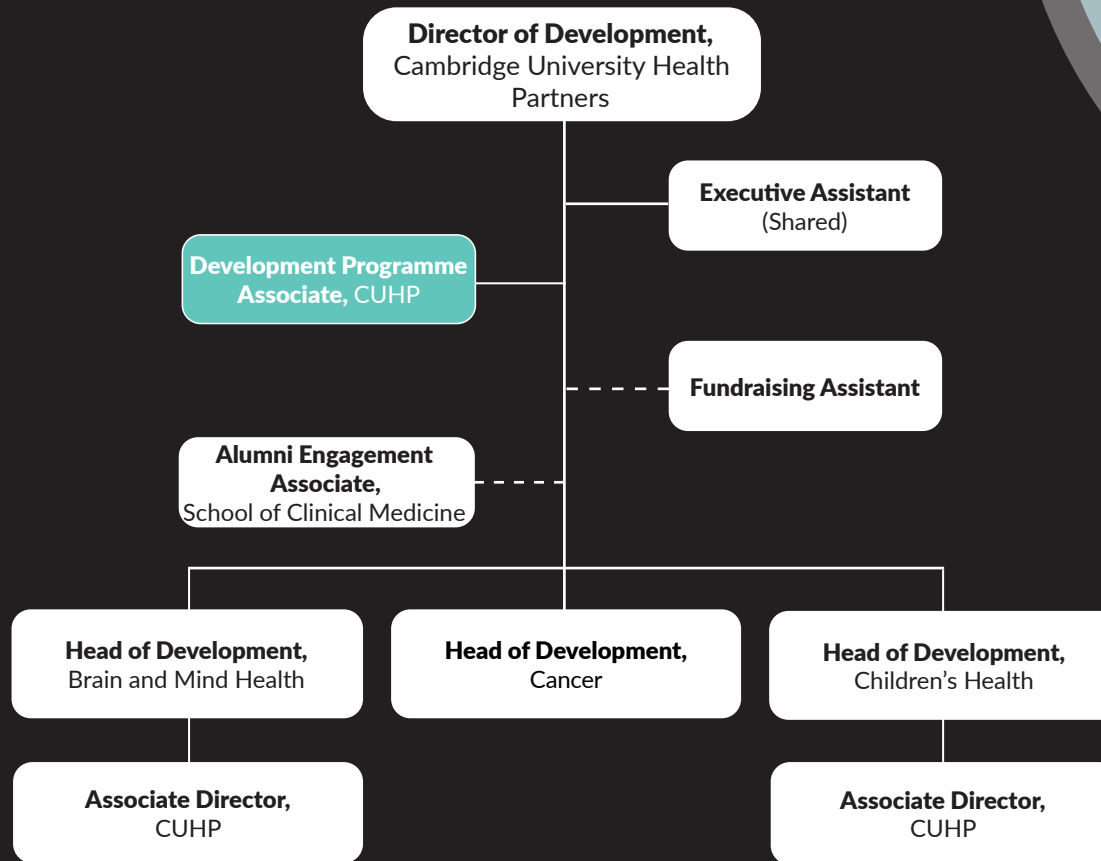 Director of Development,
Cambridge University Health
Partners
Executive Assistant
(Shared)
Development Programme
Associate, CUHP
Fundraising Assistant
Alumni Engagement
Associate,
School of Clinical Medicine
Head of Development,
Brain and Mind Health
Head of Development,
Cancer
Head of Development,
Children's Health
Associate Director,
CUHP
Associate Director,
CUHP